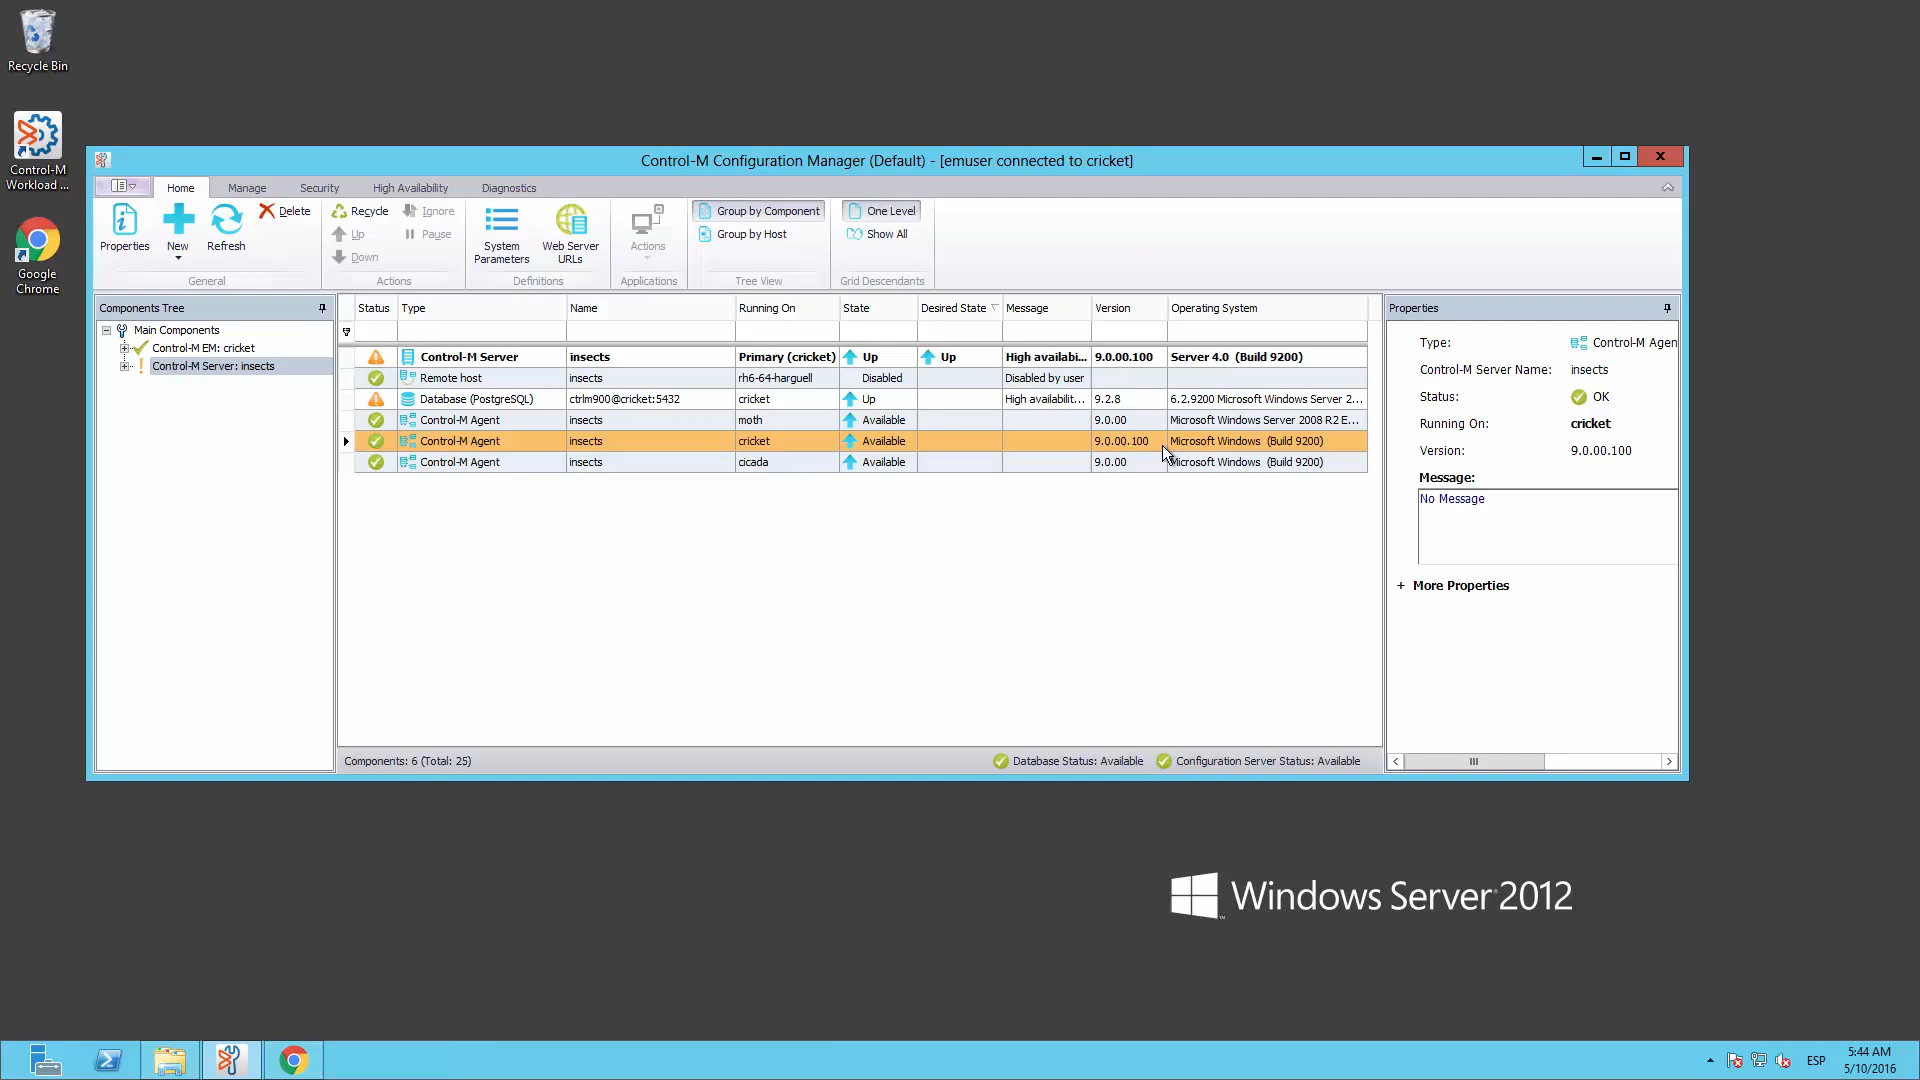 Recycle Bin
Control-M
Workload ...
Google
Chrome
Control-M Configuration Manager (Default) - [emuser connected to cricket]
Home Manage Security High Availability Diagnostics
Properties
New
Refresh
Delete
General
Recycle
Ignore
Up
Pause
Down
Actions
System
Parameters
Web Server
URLs
Definitions
Actions
Applications
Group by Component
Group by Host
Tree View
One Level
Show All
Grid Descendants
Components Tree
Main Components
Control-M EM: cricket
Control-M Server: insects
Status Type Name Running On State Desired State Message Version Operating System
Control-M Server insects Primary (cricket) Up Up High availabi... 9.0.00.100 Server 4.0 (Build 9200)
Remote host insects rh6-64-harguell Disabled Disabled by user
Database (PostgreSQL) ctrlm900@cricket:5432 cricket Up High availabilit... 9.2.8 6.2.9200 Microsoft Windows Server 2...
Control-M Agent insects moth Available 9.0.00 Microsoft Windows Server 2008 R2 E...
Control-M Agent insects cricket Available 9.0.00.100 Microsoft Windows (Build 9200)
Control-M Agent insects cicada Available 9.0.00 Microsoft Windows (Build 9200)
Components: 6 (Total: 25)
Database Status: Available
Configuration Server Status: Available
Properties
Type: Control-M Agen
Control-M Server Name: insects
Status: OK
Running On: cricket
Version: 9.0.00.100
Message:
No Message
+ More Properties
Windows Server 2012
ESP
5:44 AM
5/10/2016